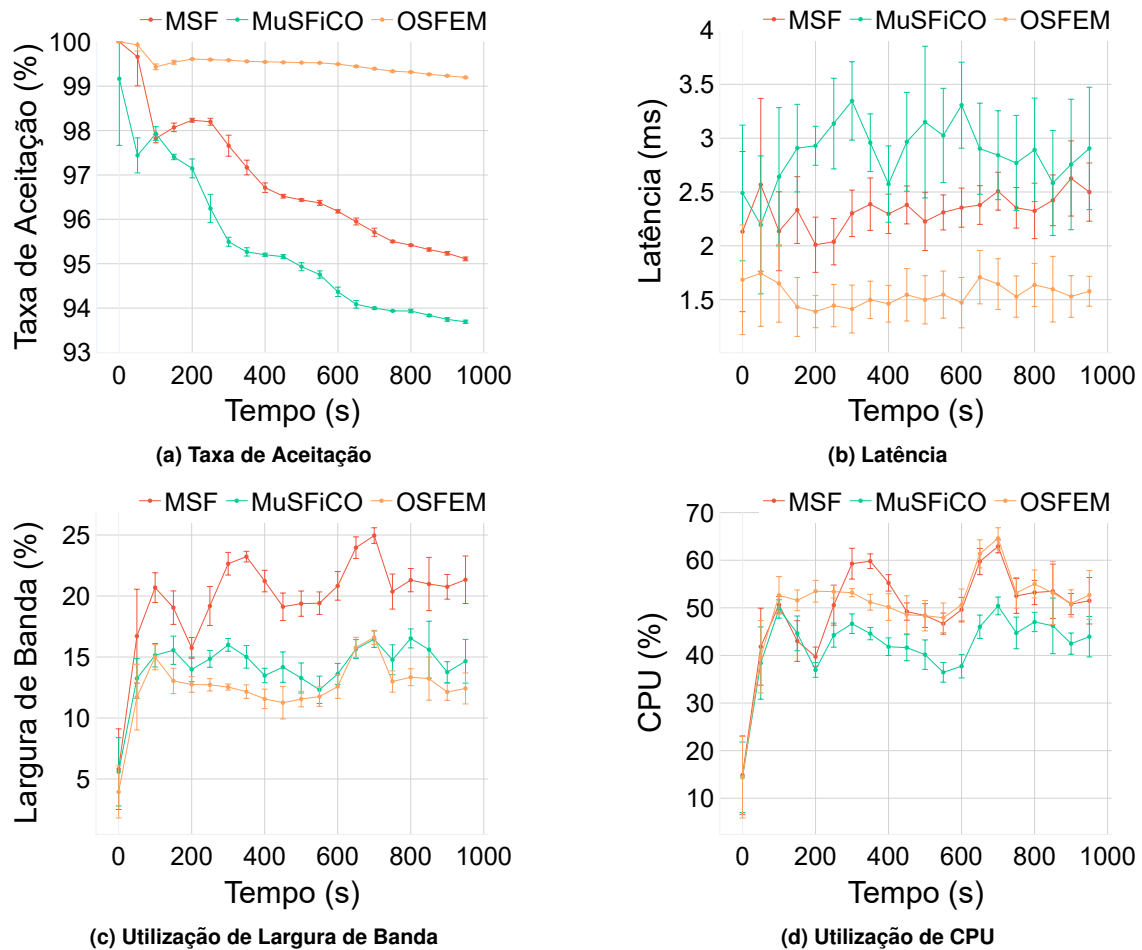 MSF MuSFiCO OSFEM
Taxa de Aceitação (%)
100
99
98
97
96
95
94
93
0 200 400 600 800 1000
Tempo (s)
(a) Taxa de Aceitação
MSF MuSFiCO OSFEM
Latência (ms)
4
3.5
3
2.5
2
1.5
0 200 400 600 800 1000
Tempo (s)
(b) Latência
MSF MuSFiCO OSFEM
Largura de Banda (%)
25
20
15
10
5
0 200 400 600 800 1000
Tempo (s)
(c) Utilização de Largura de Banda
MSF MuSFiCO OSFEM
CPU (%)
70
60
50
40
30
20
10
0 200 400 600 800 1000
Tempo (s)
(d) Utilização de CPU